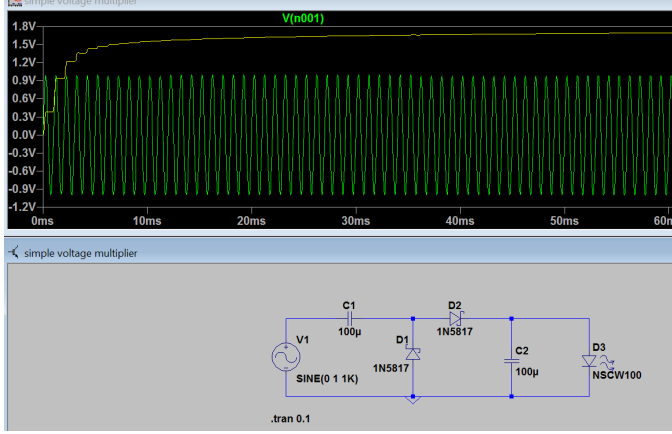 simple voltage multiplier
V(n001)
1.8V
1.5V
1.2V
0.9V
0.6V
0.3V
0.0V
-0.3V
-0.6V
-0.9V
-1.2V
0ms 10ms 20ms 30ms 40ms 50ms 60m
simple voltage multiplier
C1
100µ
D2
1N5817
V1
SINE(0 1 1K)
D1
1N5817
C2
100µ
D3
NSCW100
.tran 0.1